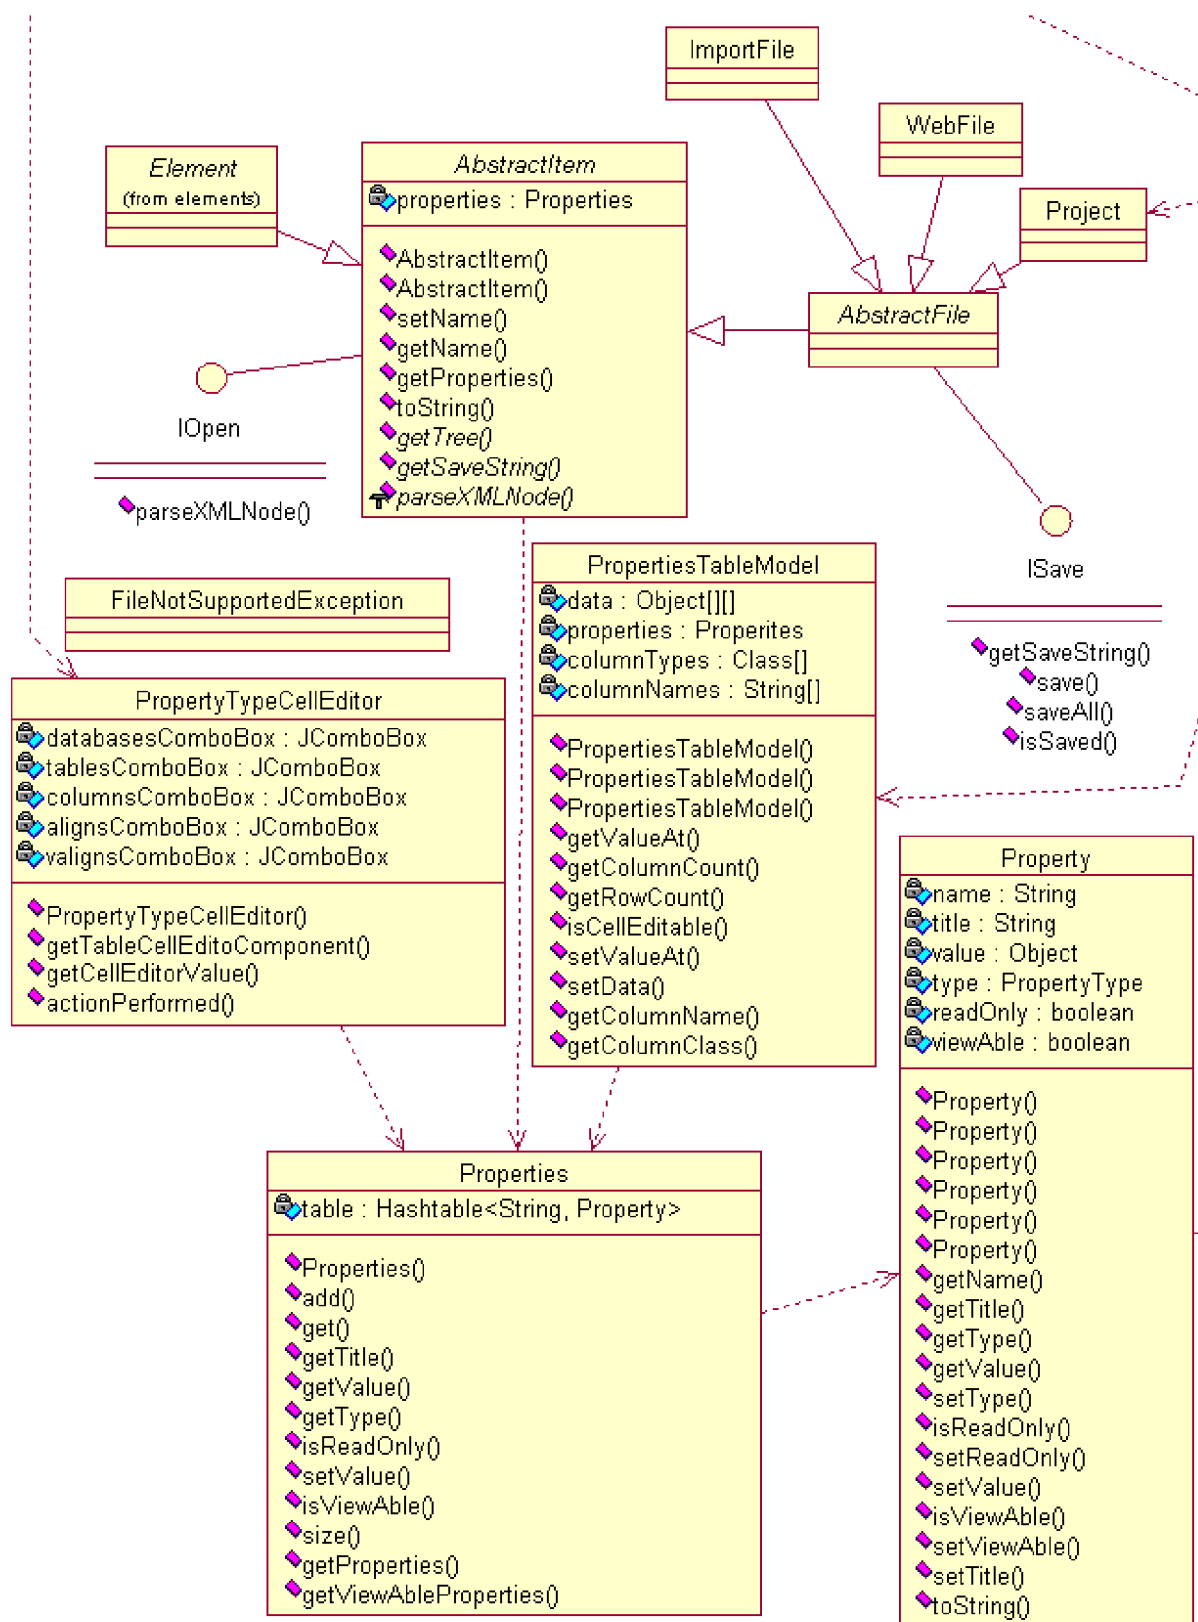 ImportFile
WebFile
Element
(from elements)
AbstractItem
properties : Properties
AbstractItem()
AbstractItem()
setName()
getName()
getProperties()
toString()
getTree()
getSaveString()
parseXMLNode()
Project
AbstractFile
IOpen
parseXMLNode()
ISave
getSaveString()
save()
saveAll()
isSaved()
FileNotSupportedException
PropertiesTableModel
data : Object[][]
properties : Properites
columnTypes : Class[]
columnNames : String[]
PropertiesTableModel()
PropertiesTableModel()
PropertiesTableModel()
getValueAt()
getColumnCount()
getRowCount()
isCellEditable()
setValueAt()
setData()
getColumnName()
getColumnClass()
PropertyTypeCellEditor
databasesComboBox : JComboBox
tablesComboBox : JComboBox
columnsComboBox : JComboBox
alignsComboBox : JComboBox
valignsComboBox : JComboBox
PropertyTypeCellEditor()
getTableCellEditoComponent()
getCellEditorValue()
actionPerformed()
Property
name : String
title : String
value : Object
type : PropertyType
readOnly : boolean
viewAble : boolean
Property()
Property()
Property()
Property()
Property()
Property()
getName()
getTitle()
getType()
getValue()
setType()
isReadOnly()
setReadOnly()
setValue()
isViewAble()
setViewAble()
setTitle()
toString()
Properties
table : Hashtable<String, Property>
Properties()
add()
get()
getTitle()
getValue()
getType()
isReadOnly()
setValue()
isViewAble()
size()
getProperties()
getViewAbleProperties()